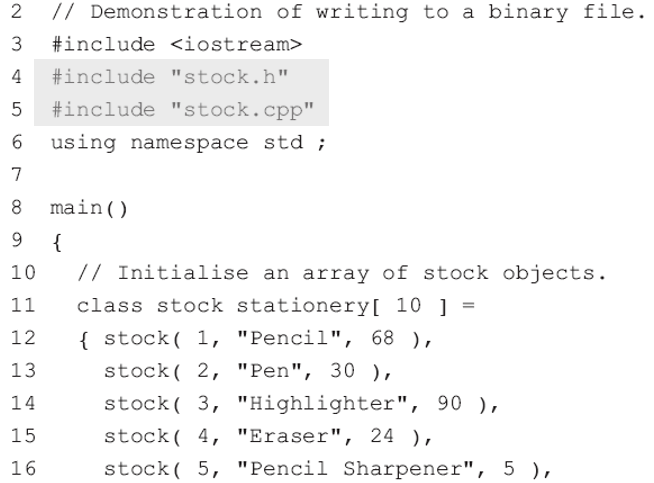 2 // Demonstration of writing to a binary file.
3 #include <iostream>
4 #include "stock.h"
5 #include "stock.cpp"
6 using namespace std ;
7
8 main()
9 {
10 // Initialise an array of stock objects.
11 class stock stationery[ 10 ] =
12 { stock( 1, "Pencil", 68 ),
13 stock( 2, "Pen", 30 ),
14 stock( 3, "Highlighter", 90 ),
15 stock( 4, "Eraser", 24 ),
16 stock( 5, "Pencil Sharpener", 5 ),